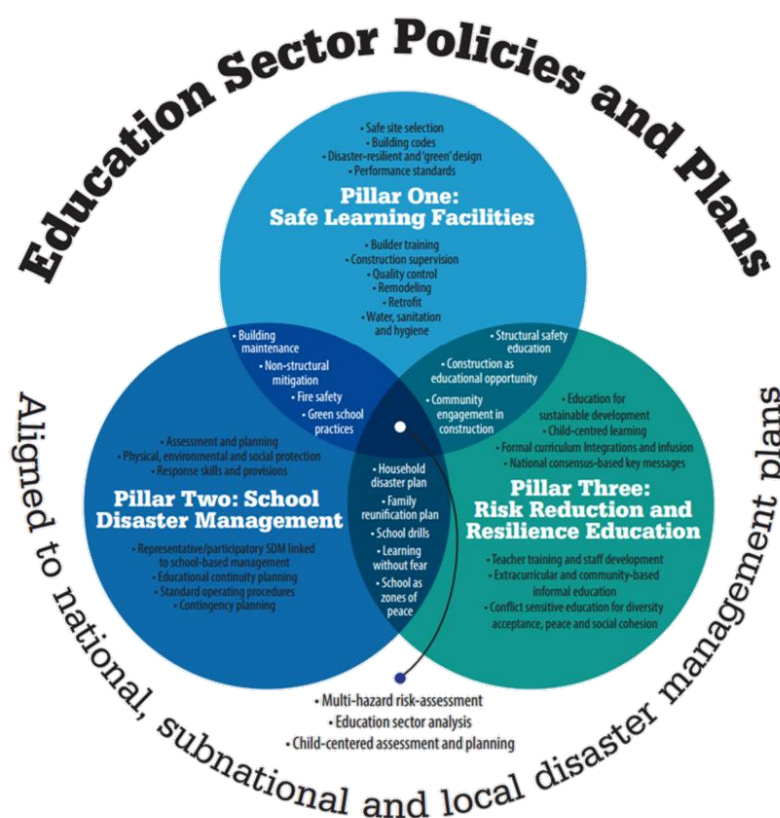 Education Sector Policies and Plans
• Safe site selection
• Building codes
• Disaster-resilient and 'green' design
• Performance standards
Pillar One:
Safe Learning Facilities
• Builder training
• Construction supervision
• Quality control
• Remodeling
• Retrofit
• Water, sanitation
and hygiene
• Building
maintenance
• Non-structural
mitigation
• Fire safety
• Green school
practices
• Structural safety
education
• Construction as
educational opportunity
• Community
engagement in
construction
• Assessment and planning
• Physical, environmental and social protection
• Response skills and provisions
Pillar Two: School
Disaster Management
• Representative/participatory SDM linked
to school-based management
• Educational continuity planning
• Standard operating procedures
• Contingency planning
• Household
disaster plan
• Family
reunification plan
• School drills
• Learning
without fear
• School as
zones of
peace
• Education for
sustainable development
• Child-centred learning
• Formal curriculum Integrations and infusion
• National consensus-based key messages
Pillar Three:
Risk Reduction and
Resilience Education
• Teacher training and staff development
• Extracurricular and community-based
informal education
• Conflict sensitive education for diversity
acceptance, peace and social cohesion
• Multi-hazard risk-assessment
• Education sector analysis
• Child-centered assessment and planning
Aligned to national, subnational and local disaster management plans